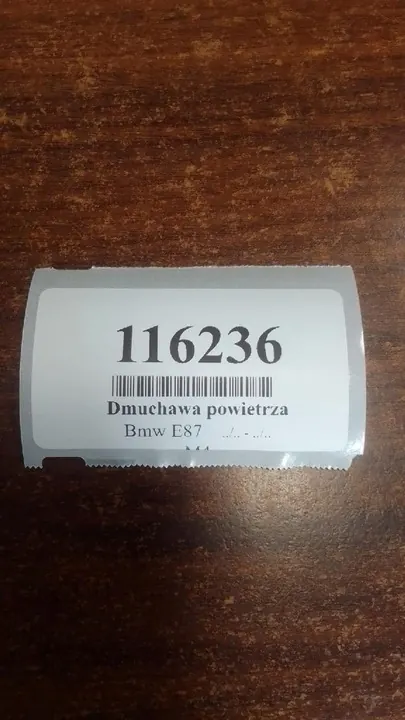 116236
Dmuchawa powietrza
Bmw E87 ../.. - ../..